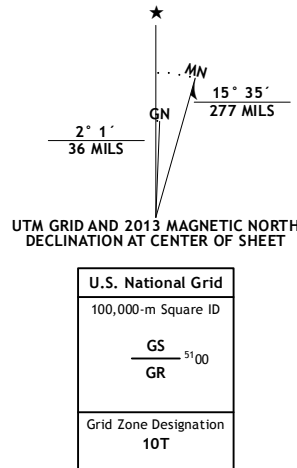 ★
MN
15° 35´
277 MILS
GN
2° 1´
36 MILS
UTM GRID AND 2013 MAGNETIC NORTH
DECLINATION AT CENTER OF SHEET
U.S. National Grid
100,000-m Square ID
GS
5100
GR
Grid Zone Designation
10T